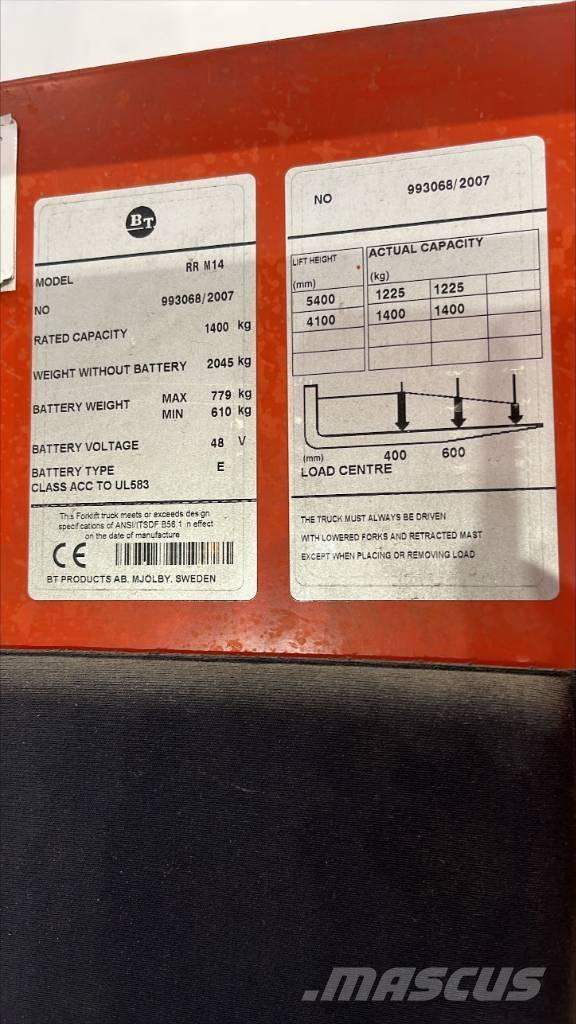 BT
MODEL RR M14
NO 993068/2007
RATED CAPACITY 1400 kg
WEIGHT WITHOUT BATTERY 2045 kg
BATTERY WEIGHT MAX 779 kg
MIN 610 kg
BATTERY VOLTAGE 48 V
BATTERY TYPE E
CLASS ACC TO UL583
This Forklift truck meets or exceeds design
specifications of ANSI/ITSDF B56.1 in effect
on the date of manufacture
CE
BT PRODUCTS AB. MJÖLBY. SWEDEN
NO 993068/2007
LIFT HEIGHT ACTUAL CAPACITY
(mm) (kg)
5400 1225 1225
4100 1400 1400
(mm) 400 600
LOAD CENTRE
THE TRUCK MUST ALWAYS BE DRIVEN
WITH LOWERED FORKS AND RETRACTED MAST
EXCEPT WHEN PLACING OR REMOVING LOAD
.MASCUS